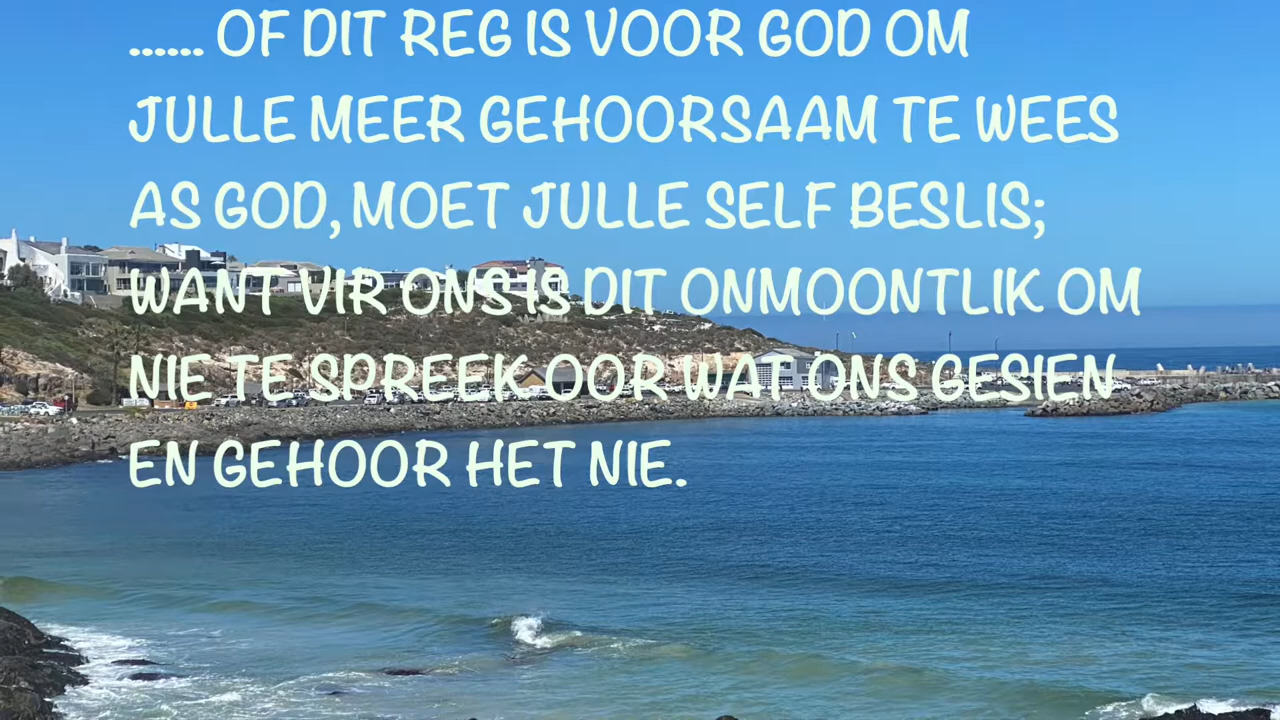 ...... OF DIT REG IS VOOR GOD OM
JULLE MEER GEHOORSAAM TE WEES
AS GOD, MOET JULLE SELF BESLIS;
WANT VIR ONS IS DIT ONMOONTLIK OM
NIE TE SPREEK OOR WAT ONS GESIEN
EN GEHOOR HET NIE.